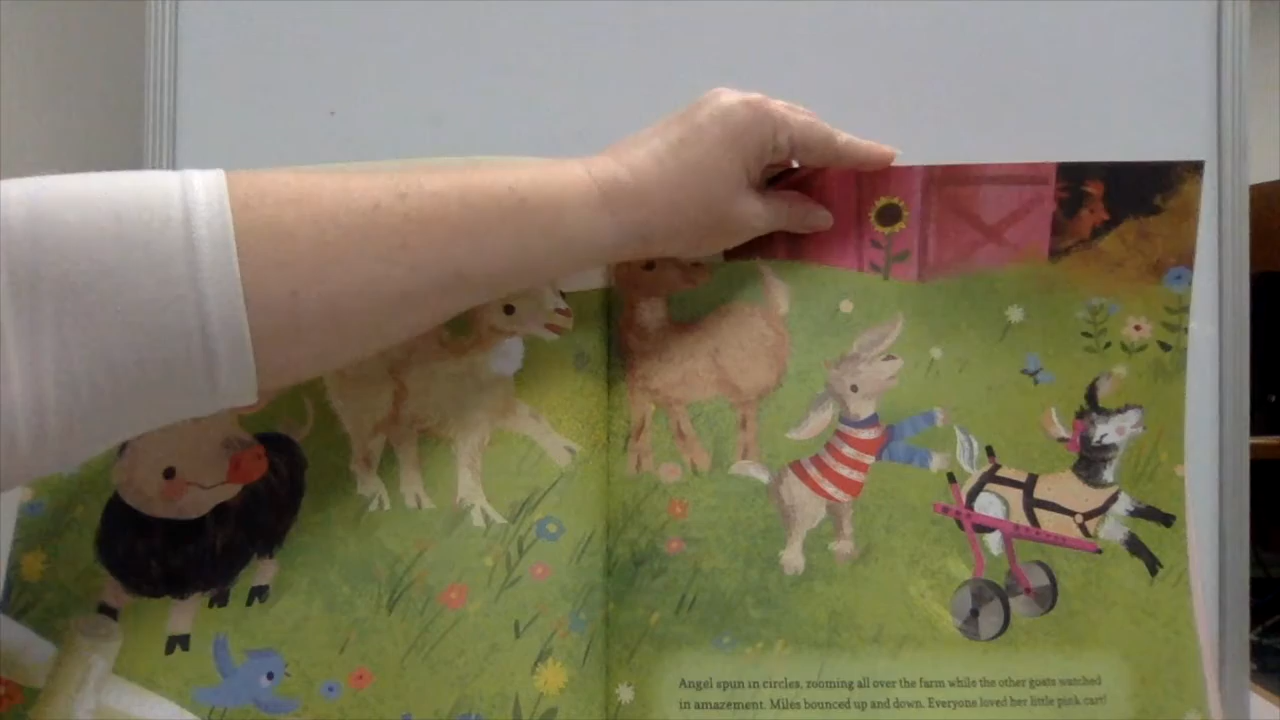 Angel spun in circles, zooming all over the farm while the other goats watched
in amazement. Miles bounced up and down. Everyone loved her little pink cart!